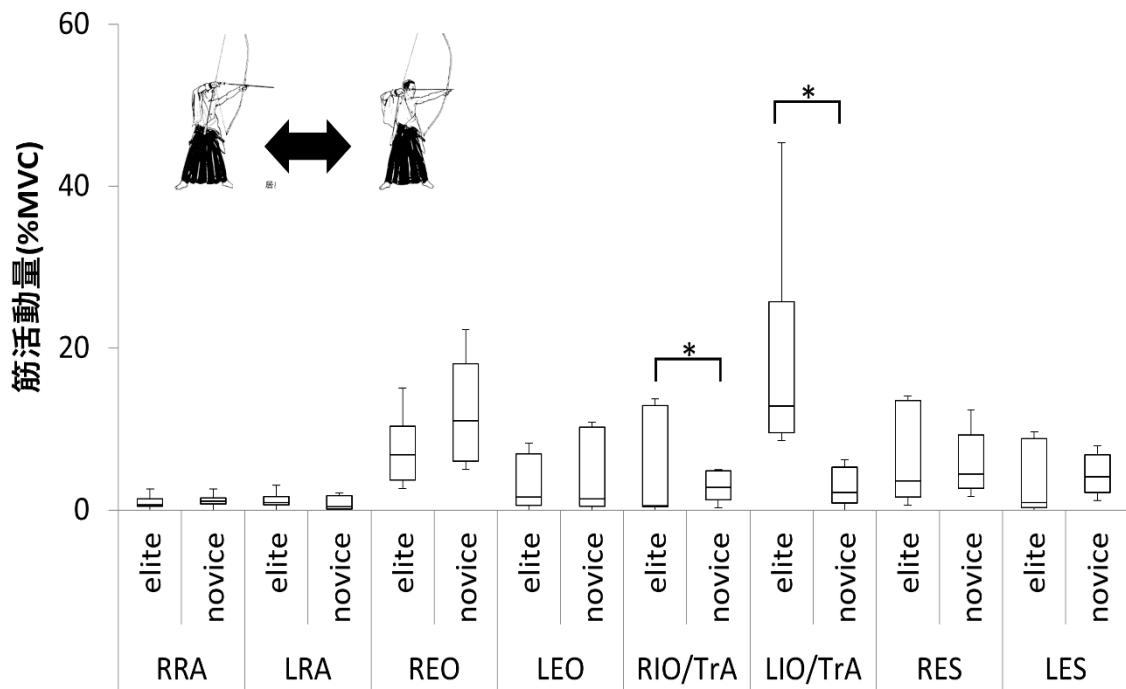 60
*
40
筋活動量(%MVC)
20
*
0
elite novice elite novice elite novice elite novice elite novice elite novice elite novice elite novice
RRA LRA REO LEO RIO/TrA LIO/TrA RES LES